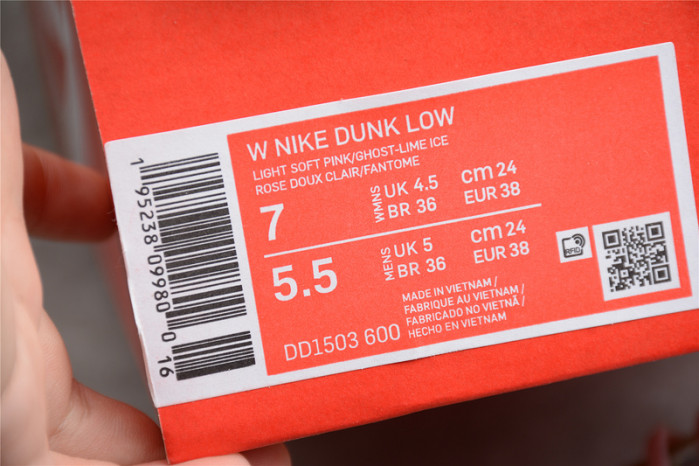 W NIKE DUNK LOW
LIGHT SOFT PINK/GHOST-LIME ICE
ROSE DOUX CLAIR/FANTOME
7
WMNS
UK 4.5
BR 36
cm 24
EUR 38
5.5
MENS
UK 5
BR 36
cm 24
EUR 38
RFID
DD1503 600
MADE IN VIETNAM /
FABRIQUE AU VIETNAM /
FABRICADO NO VIETNÃ /
HECHO EN VIETNAM
1 95238 09980 0 16